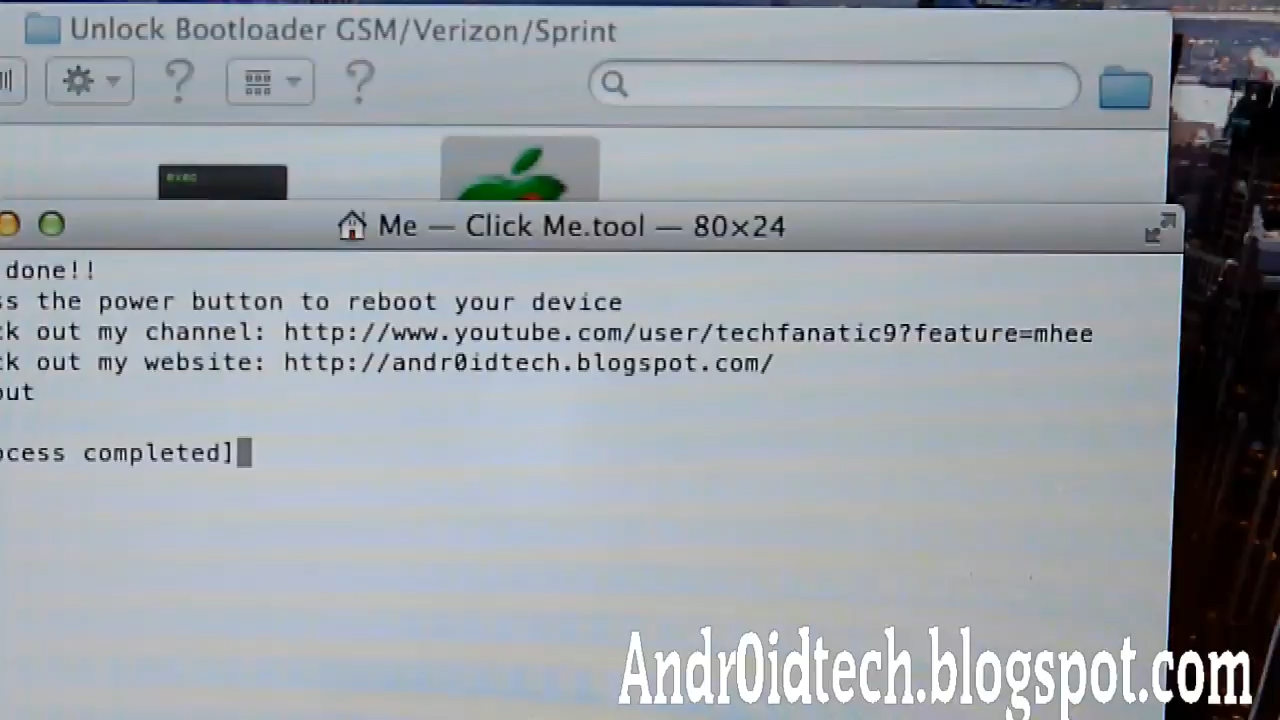 Unlock Bootloader GSM/Verizon/Sprint
exec
Me — Click Me.tool — 80×24
done!!
ss the power button to reboot your device
ck out my channel: http://www.youtube.com/user/techfanatic9?feature=mhee
ck out my website: http://andr0idtech.blogspot.com/
out
ocess completed]
Andr0idtech.blogspot.com